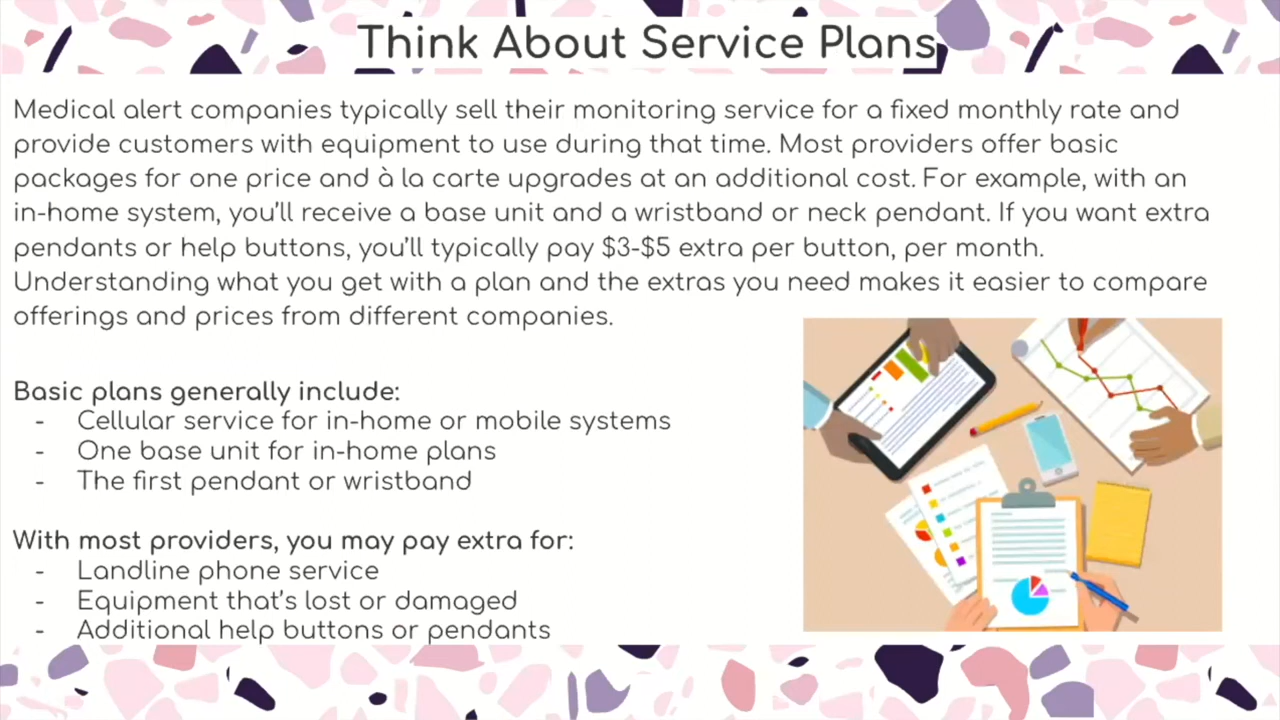 Think About Service Plans
Medical alert companies typically sell their monitoring service for a fixed monthly rate and
provide customers with equipment to use during that time. Most providers offer basic
packages for one price and à la carte upgrades at an additional cost. For example, with an
in-home system, you'll receive a base unit and a wristband or neck pendant. If you want extra
pendants or help buttons, you'll typically pay $3-$5 extra per button, per month.
Understanding what you get with a plan and the extras you need makes it easier to compare
offerings and prices from different companies.
Basic plans generally include:
- Cellular service for in-home or mobile systems
- One base unit for in-home plans
- The first pendant or wristband
With most providers, you may pay extra for:
- Landline phone service
- Equipment that's lost or damaged
- Additional help buttons or pendants